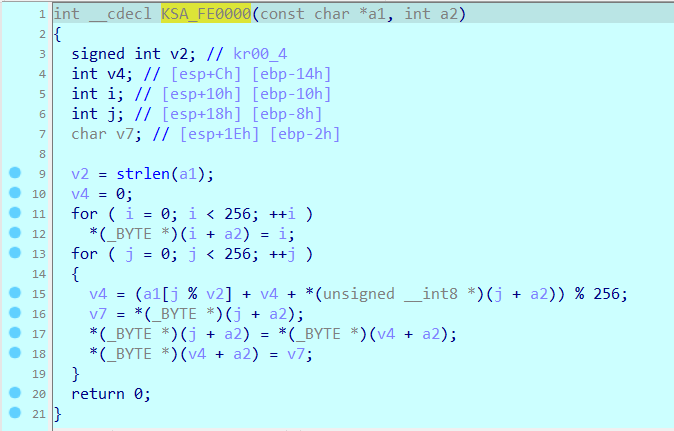 1 int __cdecl KSA_FE0000(const char *a1, int a2)
2 {
3 signed int v2; // kr00_4
4 int v4; // [esp+Ch] [ebp-14h]
5 int i; // [esp+10h] [ebp-10h]
6 int j; // [esp+18h] [ebp-8h]
7 char v7; // [esp+1Eh] [ebp-2h]
8
9 v2 = strlen(a1);
10 v4 = 0;
11 for ( i = 0; i < 256; ++i )
12 *(_BYTE *)(i + a2) = i;
13 for ( j = 0; j < 256; ++j )
14 {
15 v4 = (a1[j % v2] + v4 + *(unsigned __int8 *)(j + a2)) % 256;
16 v7 = *(_BYTE *)(j + a2);
17 *(_BYTE *)(j + a2) = *(_BYTE *)(v4 + a2);
18 *(_BYTE *)(v4 + a2) = v7;
19 }
20 return 0;
21 }